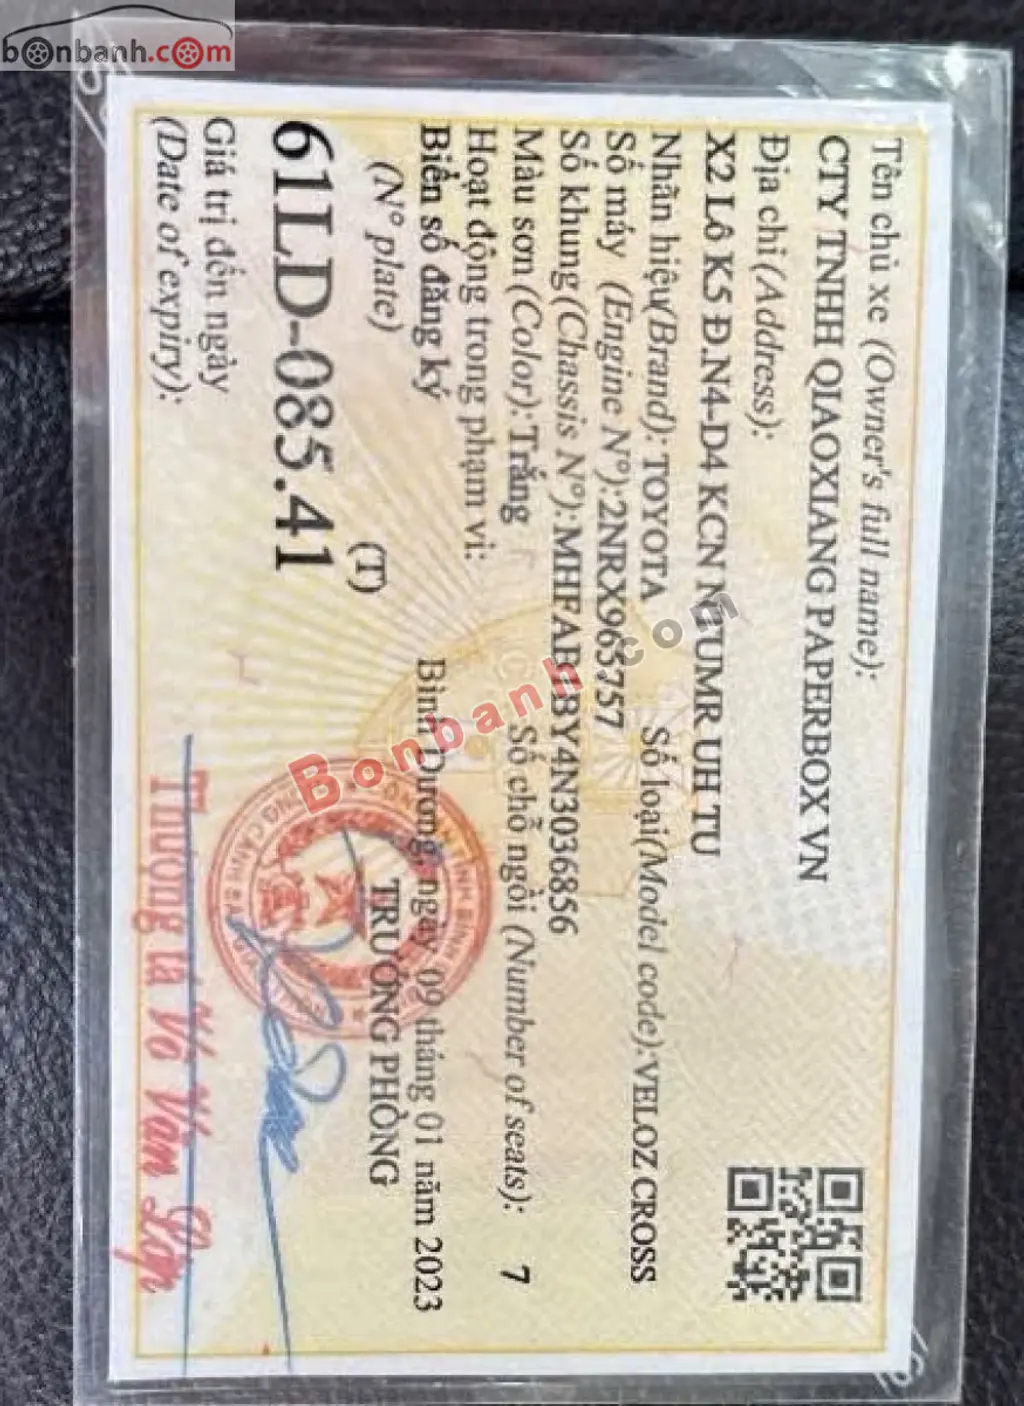 bonbanh.com
Tên chủ xe (Owner's full name):
CTY TNHH QIAOXIANG PAPERBOX VN
Địa chỉ (Address):
X2 Lô K5 Đ.N4-D4 KCN UMR UH TU
Nhãn hiệu(Brand): TOYOTA Số loại(Model code):VELOZ CROSS
Số máy (Engine N°):2NRX965757
Số khung(Chassis N°):MHFABBBY4N3036856
Màu sơn (Color):Trắng Số chỗ ngồi (Number of seats): 7
Hoạt động trong phạm vi:
Biển số đăng ký Bình Dương, ngày 09 tháng 01 năm 2023
(N° plate) (T) TRƯỞNG PHÒNG
61LD-085.41
Giá trị đến ngày
(Date of expiry):
Thượng tá Võ Văn
Bonbanh.com